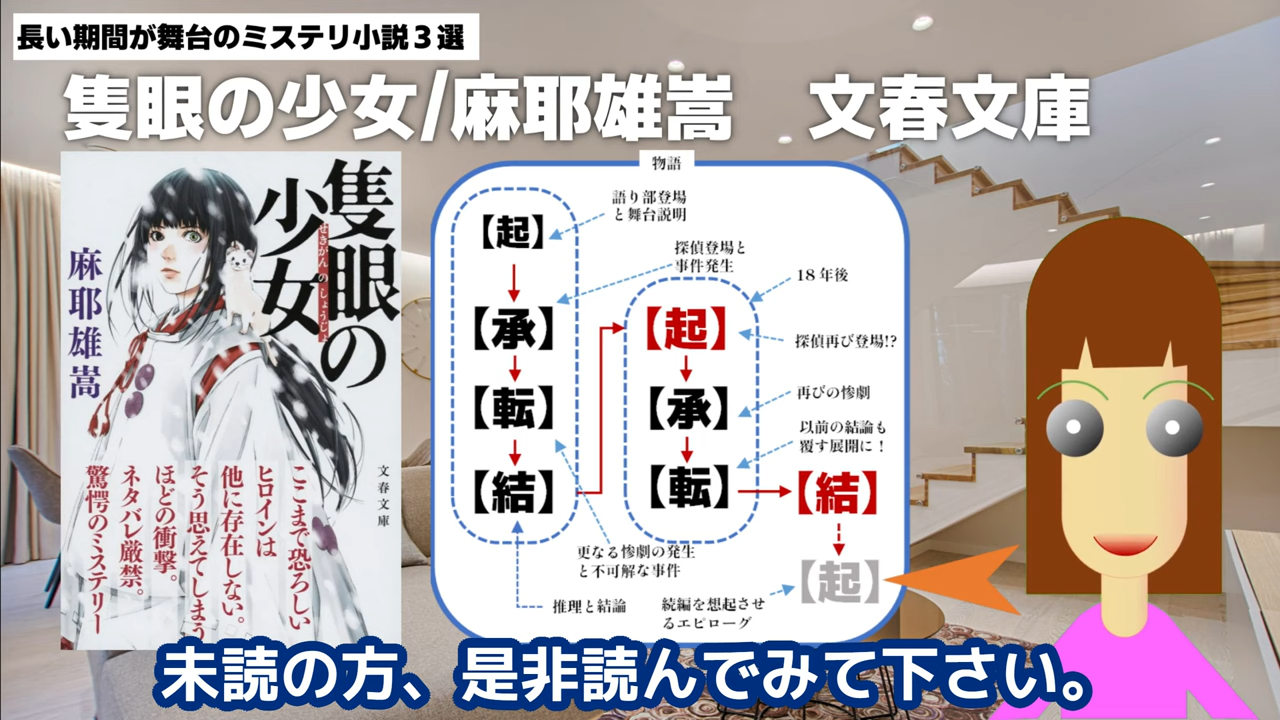 長い期間が舞台のミステリ小説３選
隻眼の少女/麻耶雄嵩　文春文庫
隻眼の
少女
せきがん の しょうじょ
麻耶雄嵩
文春文庫
ここまで恐ろしい
ヒロインは
他に存在しない。
そう思えてしまう
ほどの衝撃。
ネタバレ厳禁。
驚愕のミステリー
物語
【起】
語り部登場
と舞台説明
【承】
探偵登場と
事件発生
【転】
更なる惨劇の発生
と不可解な事件
【結】
推理と結論
18年後
【起】
探偵再び登場!?
【承】
再びの惨劇
【転】
以前の結論も
覆す展開に！
【結】
【起】
続編を想起させ
るエピローグ
未読の方、是非読んでみて下さい。